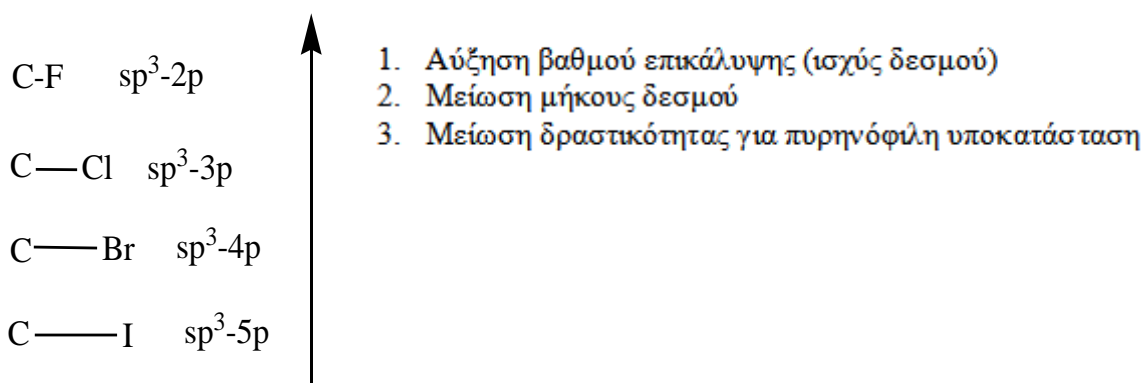 C-F sp³-2p
1. Αύξηση βαθμού επικάλυψης (ισχύς δεσμού)
2. Μείωση μήκους δεσμού
3. Μείωση δραστικότητας για πυρηνόφιλη υποκατάσταση
C—Cl sp³-3p
C—Br sp³-4p
C—I sp³-5p